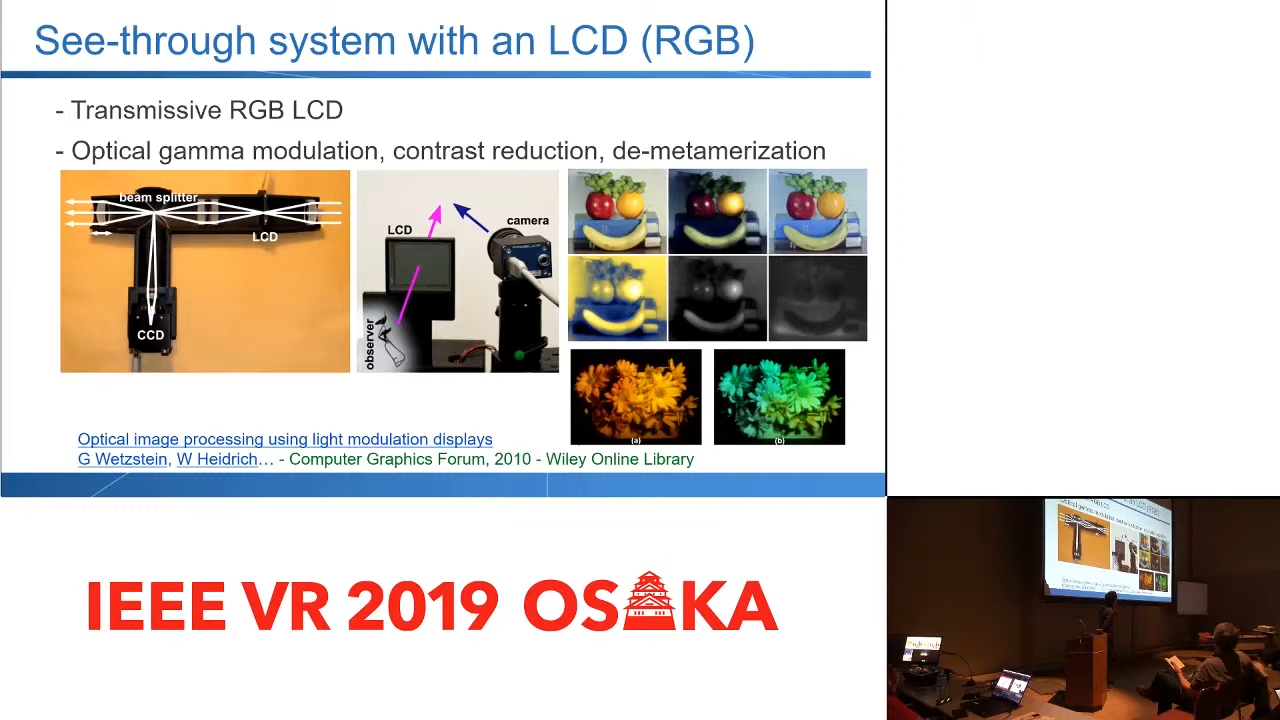 See-through system with an LCD (RGB)
- Transmissive RGB LCD
- Optical gamma modulation, contrast reduction, de-metamerization
beam splitter
LCD
CCD
LCD
camera
observer
(a)
(b)
Optical image processing using light modulation displays
G Wetzstein, W Heidrich… - Computer Graphics Forum, 2010 - Wiley Online Library
IEEE VR 2019 OSAKA